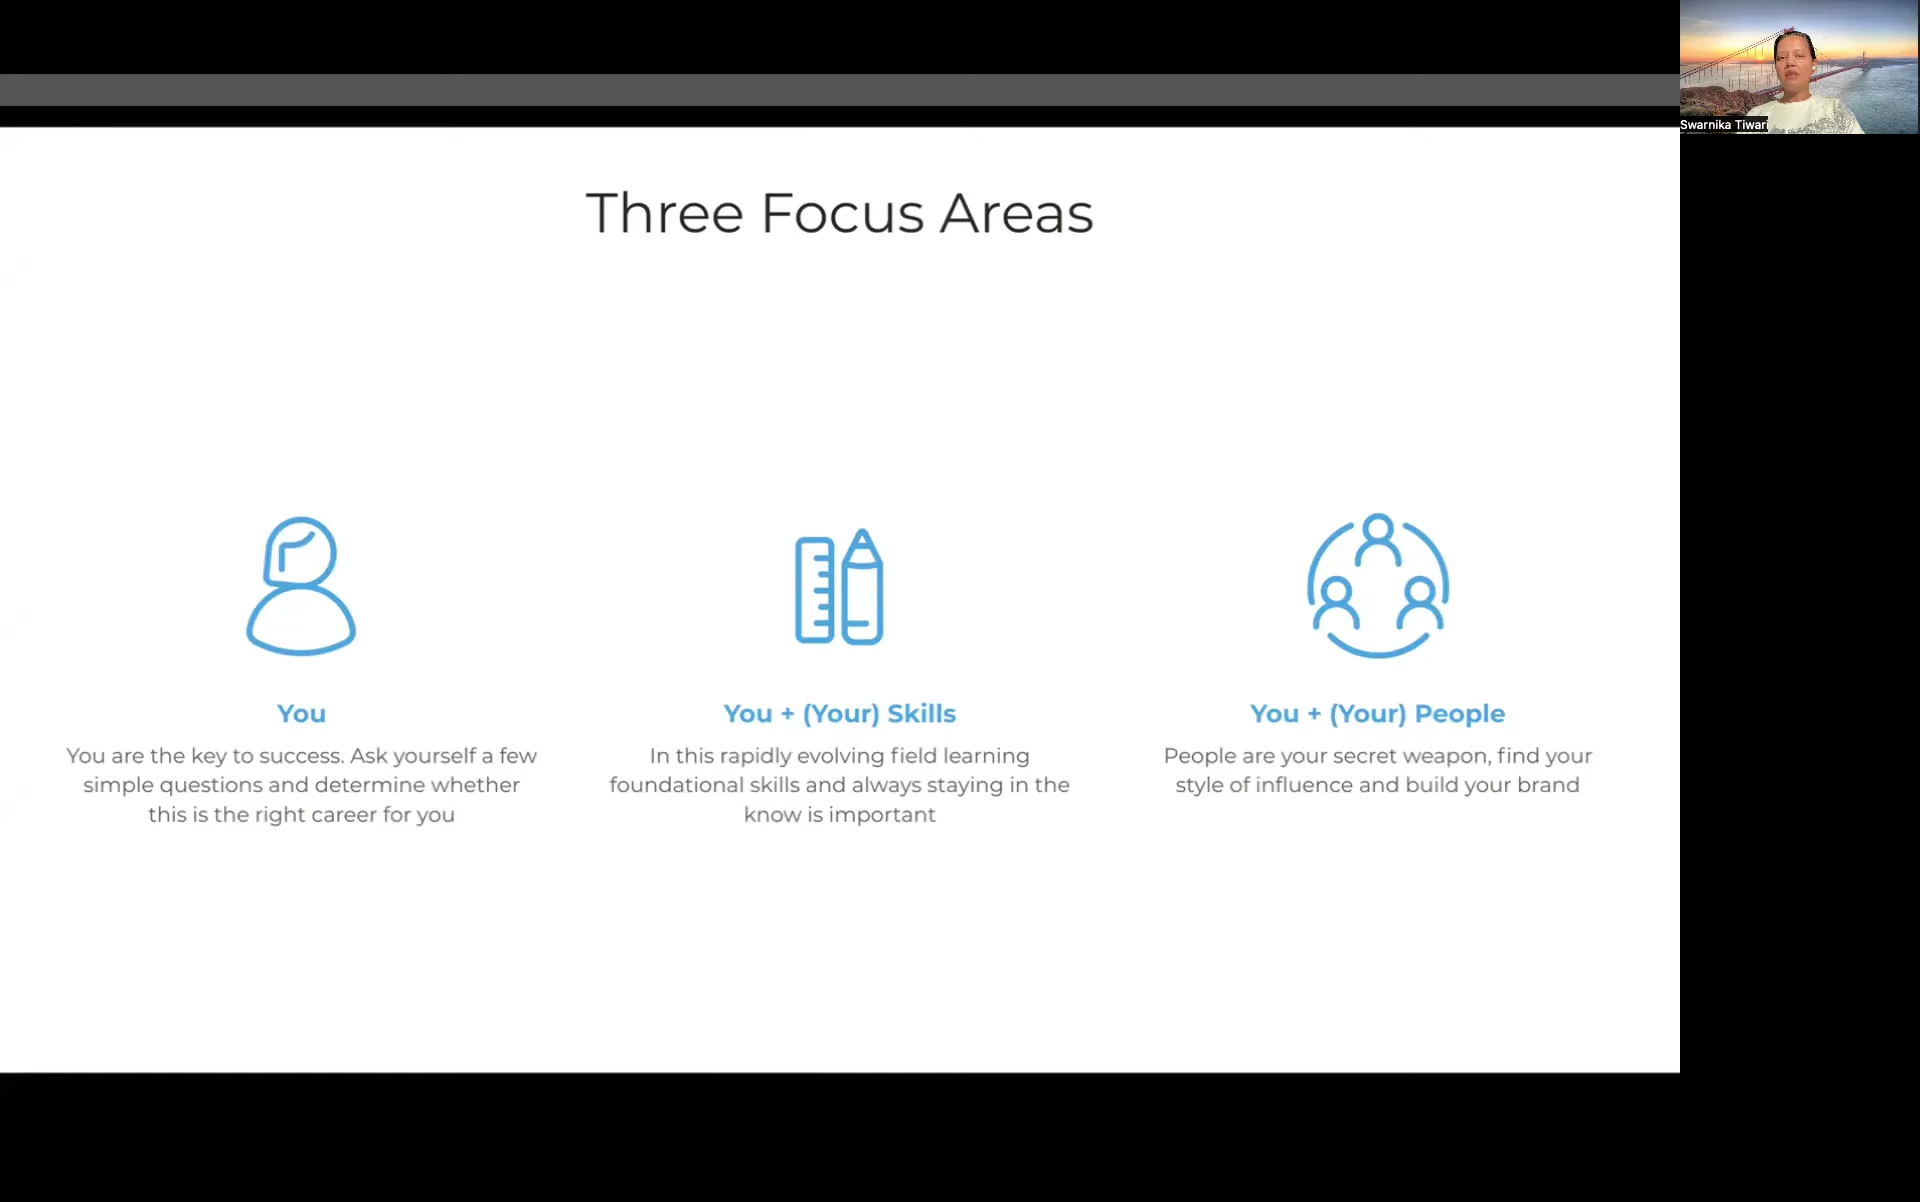 Swarnika Tiwari
Three Focus Areas
You
You are the key to success. Ask yourself a few
simple questions and determine whether
this is the right career for you
You + (Your) Skills
In this rapidly evolving field learning
foundational skills and always staying in the
know is important
You + (Your) People
People are your secret weapon, find your
style of influence and build your brand